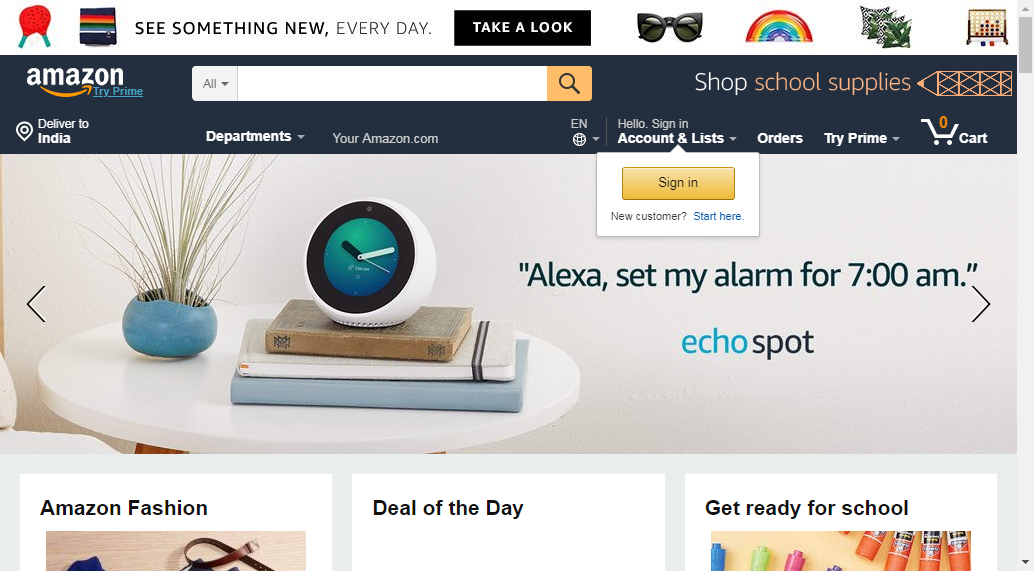 SEE SOMETHING NEW, EVERY DAY. TAKE A LOOK
amazon
Try Prime
All
Shop school supplies
Deliver to
India
Departments
Your Amazon.com
EN
Hello. Sign in
Account & Lists
Orders
Try Prime
0
Cart
Sign in
New customer? Start here.
"Alexa, set my alarm for 7:00 am."
echo spot
Amazon Fashion
Deal of the Day
Get ready for school